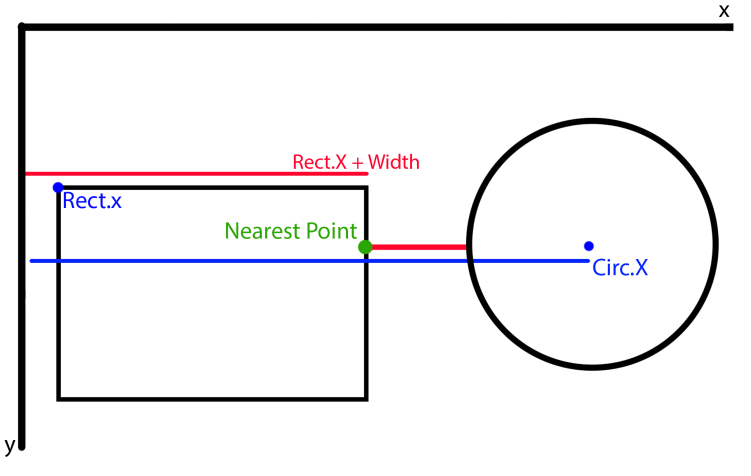 x
Rect.X + Width
Rect.x
Nearest Point
Circ.X
y